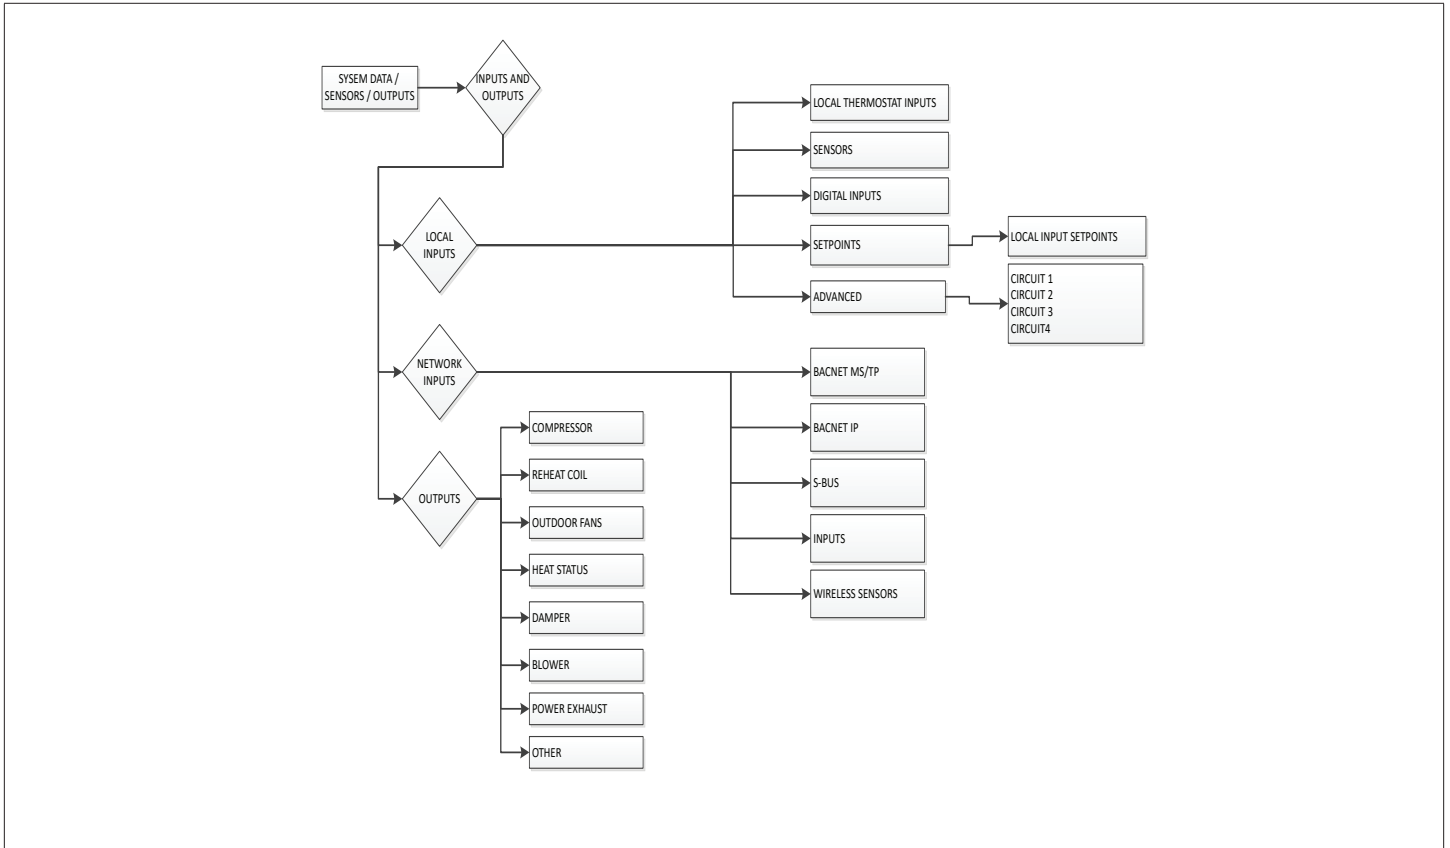 SYSEM DATA /
SENSORS / OUTPUTS
INPUTS AND
OUTPUTS
LOCAL
INPUTS
LOCAL THERMOSTAT INPUTS
SENSORS
DIGITAL INPUTS
SETPOINTS
LOCAL INPUT SETPOINTS
ADVANCED
CIRCUIT 1
CIRCUIT 2
CIRCUIT 3
CIRCUIT4
NETWORK
INPUTS
BACNET MS/TP
BACNET IP
S-BUS
INPUTS
WIRELESS SENSORS
OUTPUTS
COMPRESSOR
REHEAT COIL
OUTDOOR FANS
HEAT STATUS
DAMPER
BLOWER
POWER EXHAUST
OTHER